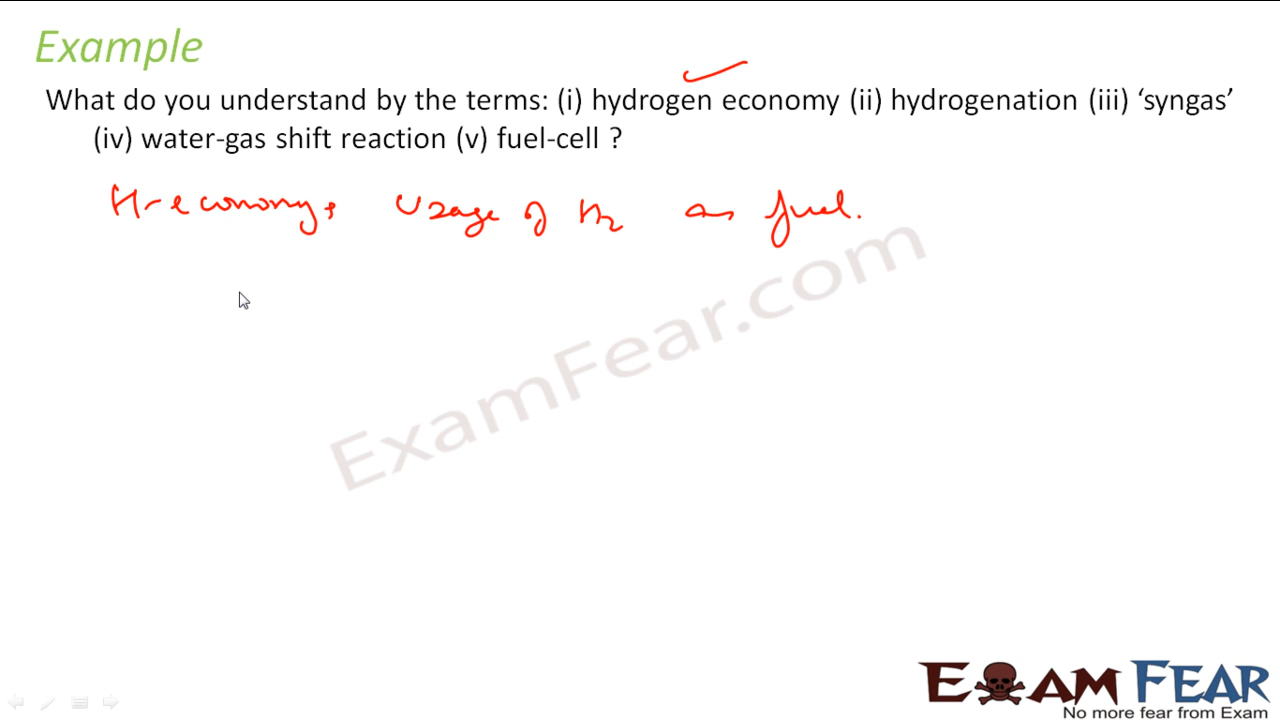 Example
What do you understand by the terms: (i) hydrogen economy (ii) hydrogenation (iii) ‘syngas’
(iv) water-gas shift reaction (v) fuel-cell ?
H-economy, Usage of H2 as fuel.
ExamFear.com
EXAM FEAR
No more fear from Exam